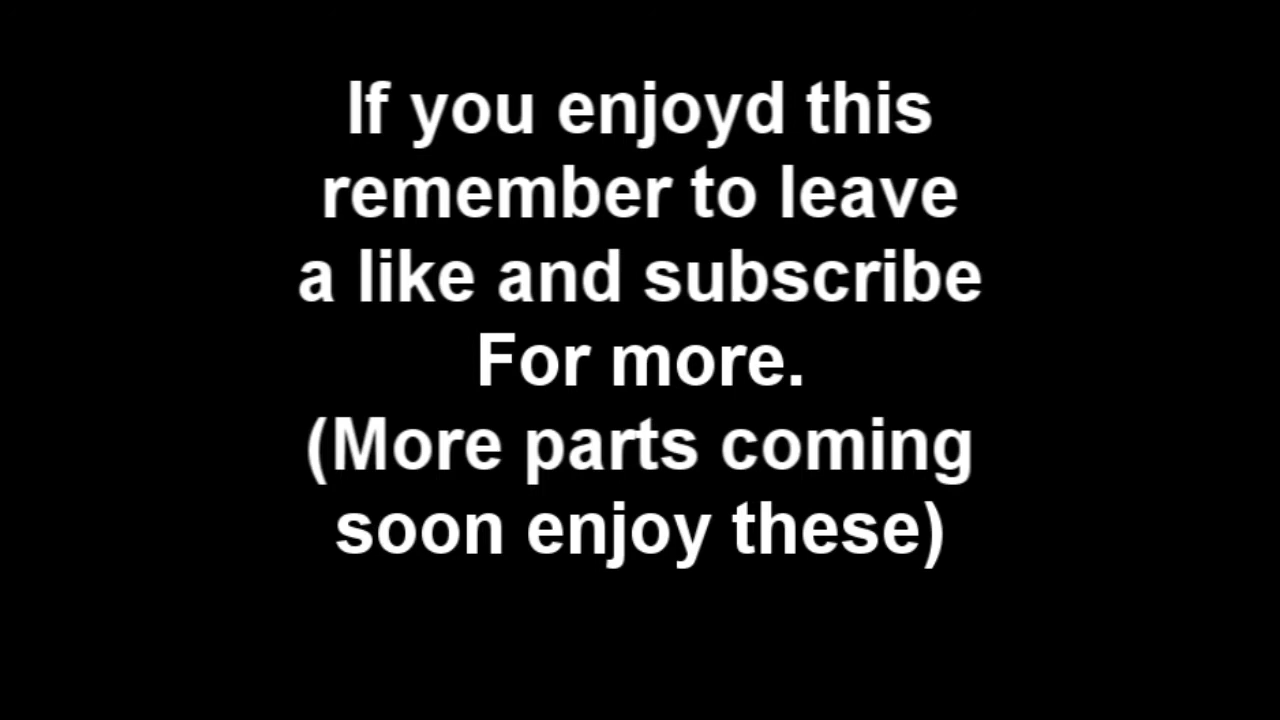 If you enjoyd this
remember to leave
a like and subscribe
For more.
(More parts coming
soon enjoy these)